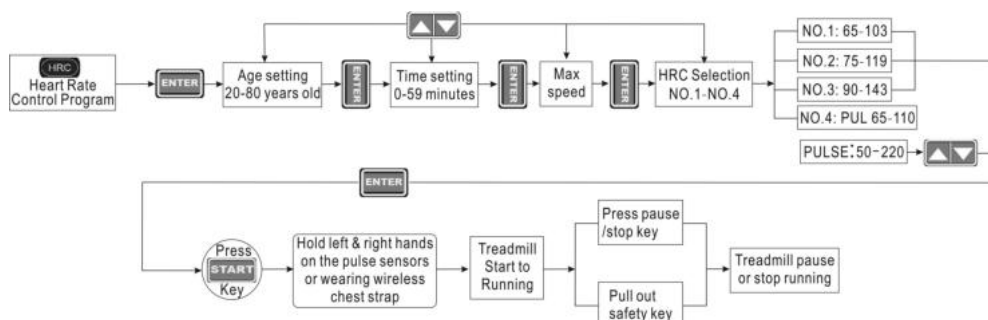 HRC
Heart Rate
Control Program
ENTER
Age setting
20-80 years old
ENTER
Time setting
0-59 minutes
ENTER
Max
speed
ENTER
HRC Selection
NO.1-NO.4
NO.1: 65-103
NO.2: 75-119
NO.3: 90-143
NO.4: PUL 65-110
PULSE:50-220
ENTER
Press
START
Key
Hold left & right hands
on the pulse sensors
or wearing wireless
chest strap
Treadmill
Start to
Running
Press pause
/stop key
Pull out
safety key
Treadmill pause
or stop running